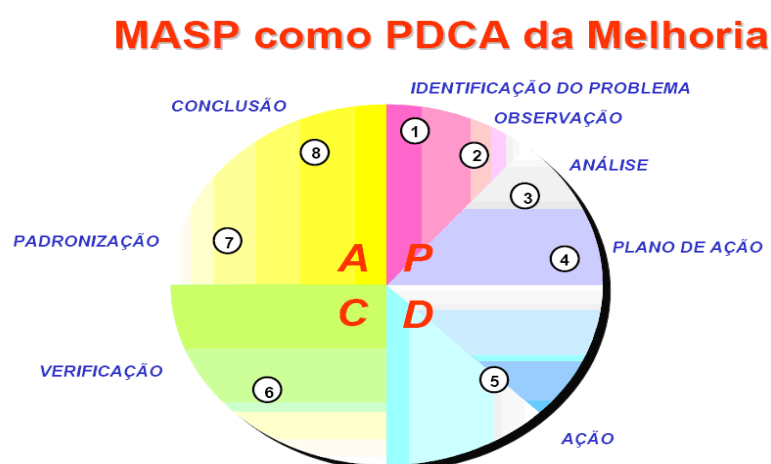 MASP como PDCA da Melhoria
IDENTIFICAÇÃO DO PROBLEMA
CONCLUSÃO
OBSERVAÇÃO
1
8
2
ANÁLISE
3
PADRONIZAÇÃO
7
PLANO DE AÇÃO
4
A P
C D
VERIFICAÇÃO
5
6
AÇÃO